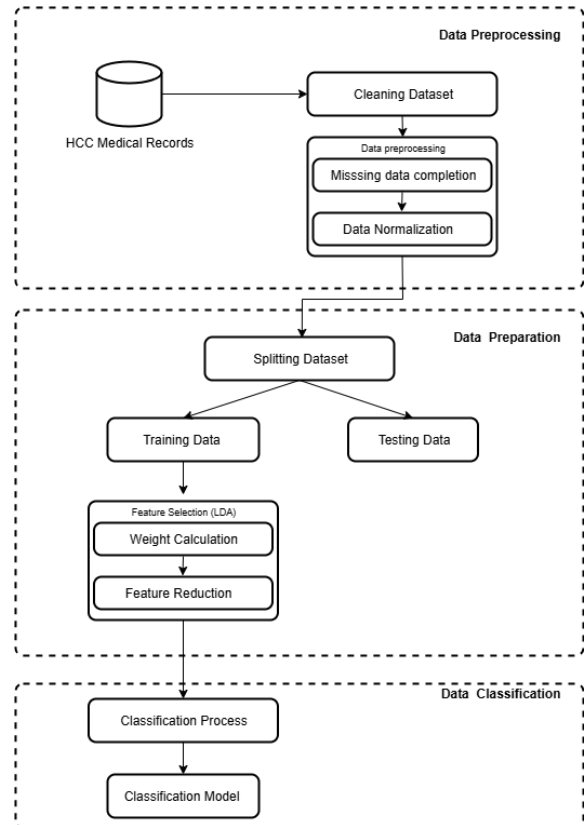 Data Preprocessing
Cleaning Dataset
HCC Medical Records
Data preprocessing
Misssing data completion
Data Normalization
Data Preparation
Splitting Dataset
Training Data
Testing Data
Feature Selection (LDA)
Weight Calculation
Feature Reduction
Data Classification
Classification Process
Classification Model